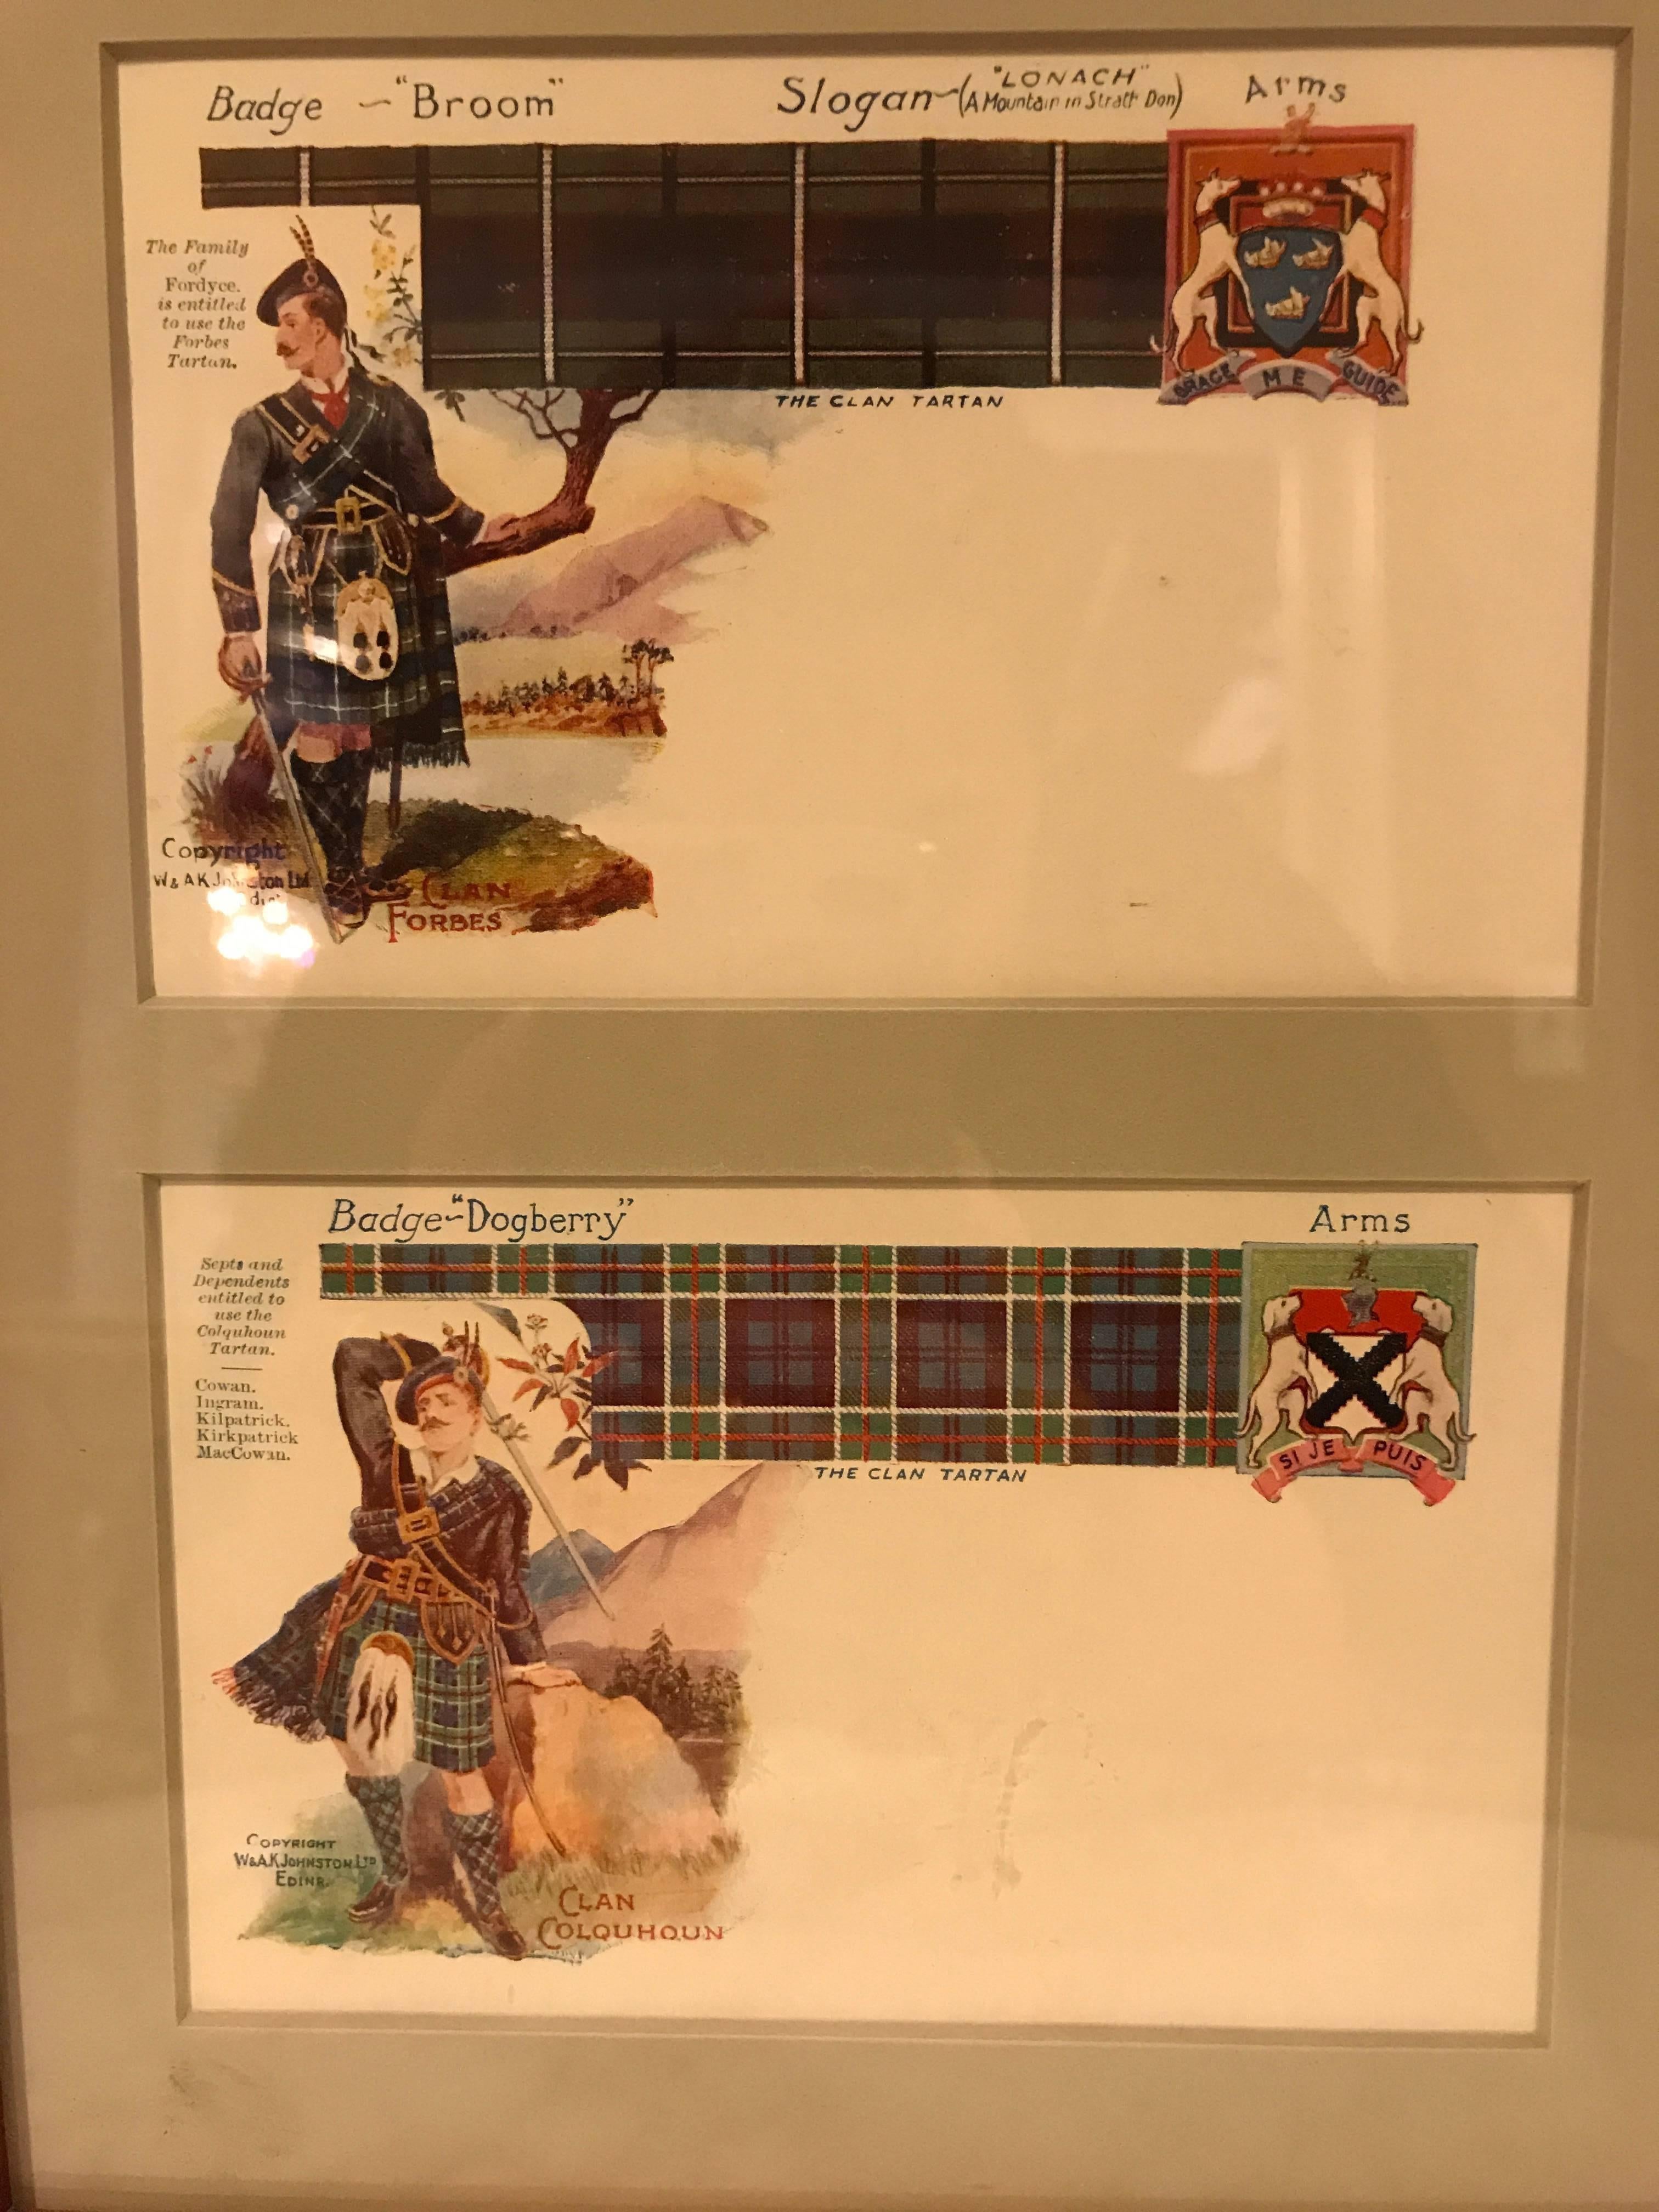 Badge ~ "Broom"
Slogan ~ ("LONACH"
(A Mountain in Strath Don)
Arms
The Family
of
Fordyce.
is entitled
to use the
Forbes
Tartan.
GRACE ME GUIDE
THE CLAN TARTAN
Copyright
W & A K Johnston Ltd
CLAN
FORBES
Badge ~ "Dogberry"
Arms
Septs and
Dependents
entitled to
use the
Colquhoun
Tartan.
Cowan.
Ingram.
Kilpatrick.
Kirkpatrick
MacCowan.
SI JE PUIS
THE CLAN TARTAN
COPYRIGHT
W&A.K.JOHNSTON.LTD
EDINR.
CLAN
COLQUHOUN